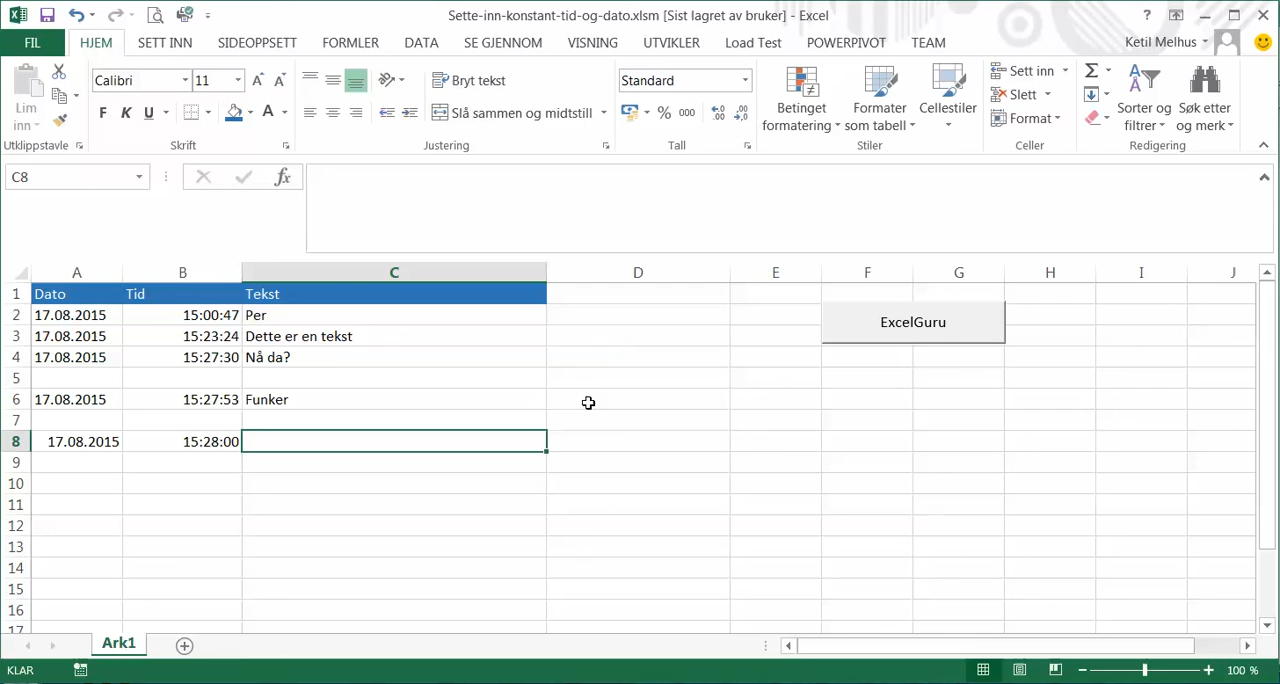 Sette-inn-konstant-tid-og-dato.xlsm [Sist lagret av bruker] - Excel
FIL HJEM SETT INN SIDEOPPSETT FORMLER DATA SE GJENNOM VISNING UTVIKLER Load Test POWERPIVOT TEAM Ketil Melhus
Lim inn
Calibri 11
F K U
Bryt tekst
Slå sammen og midtstill
Standard
% 000
Betinget formatering
Formater som tabell
Cellestiler
Sett inn
Slett
Format
Sorter og filtrer
Søk etter og merk
Utklippstavle Skrift Justering Tall Stiler Celler Redigering
C8 fx
A B C D E F G H I J
1 Dato Tid Tekst
2 17.08.2015 15:00:47 Per
3 17.08.2015 15:23:24 Dette er en tekst
ExcelGuru
4 17.08.2015 15:27:30 Nå da?
5
6 17.08.2015 15:27:53 Funker
7
8 17.08.2015 15:28:00
9
10
11
12
13
14
15
16
17
Ark1
KLAR 100 %